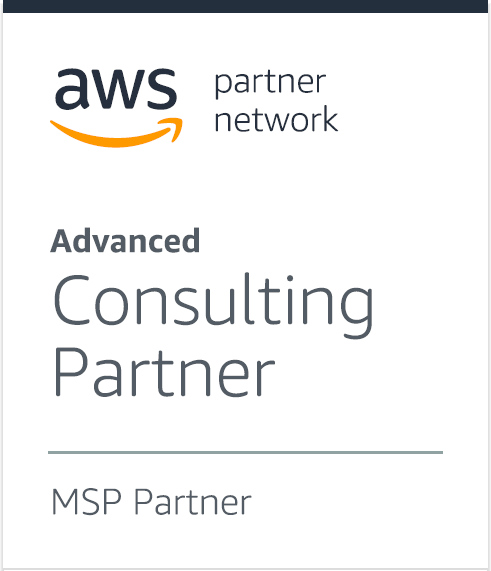 aws partner
network
Advanced
Consulting
Partner
MSP Partner